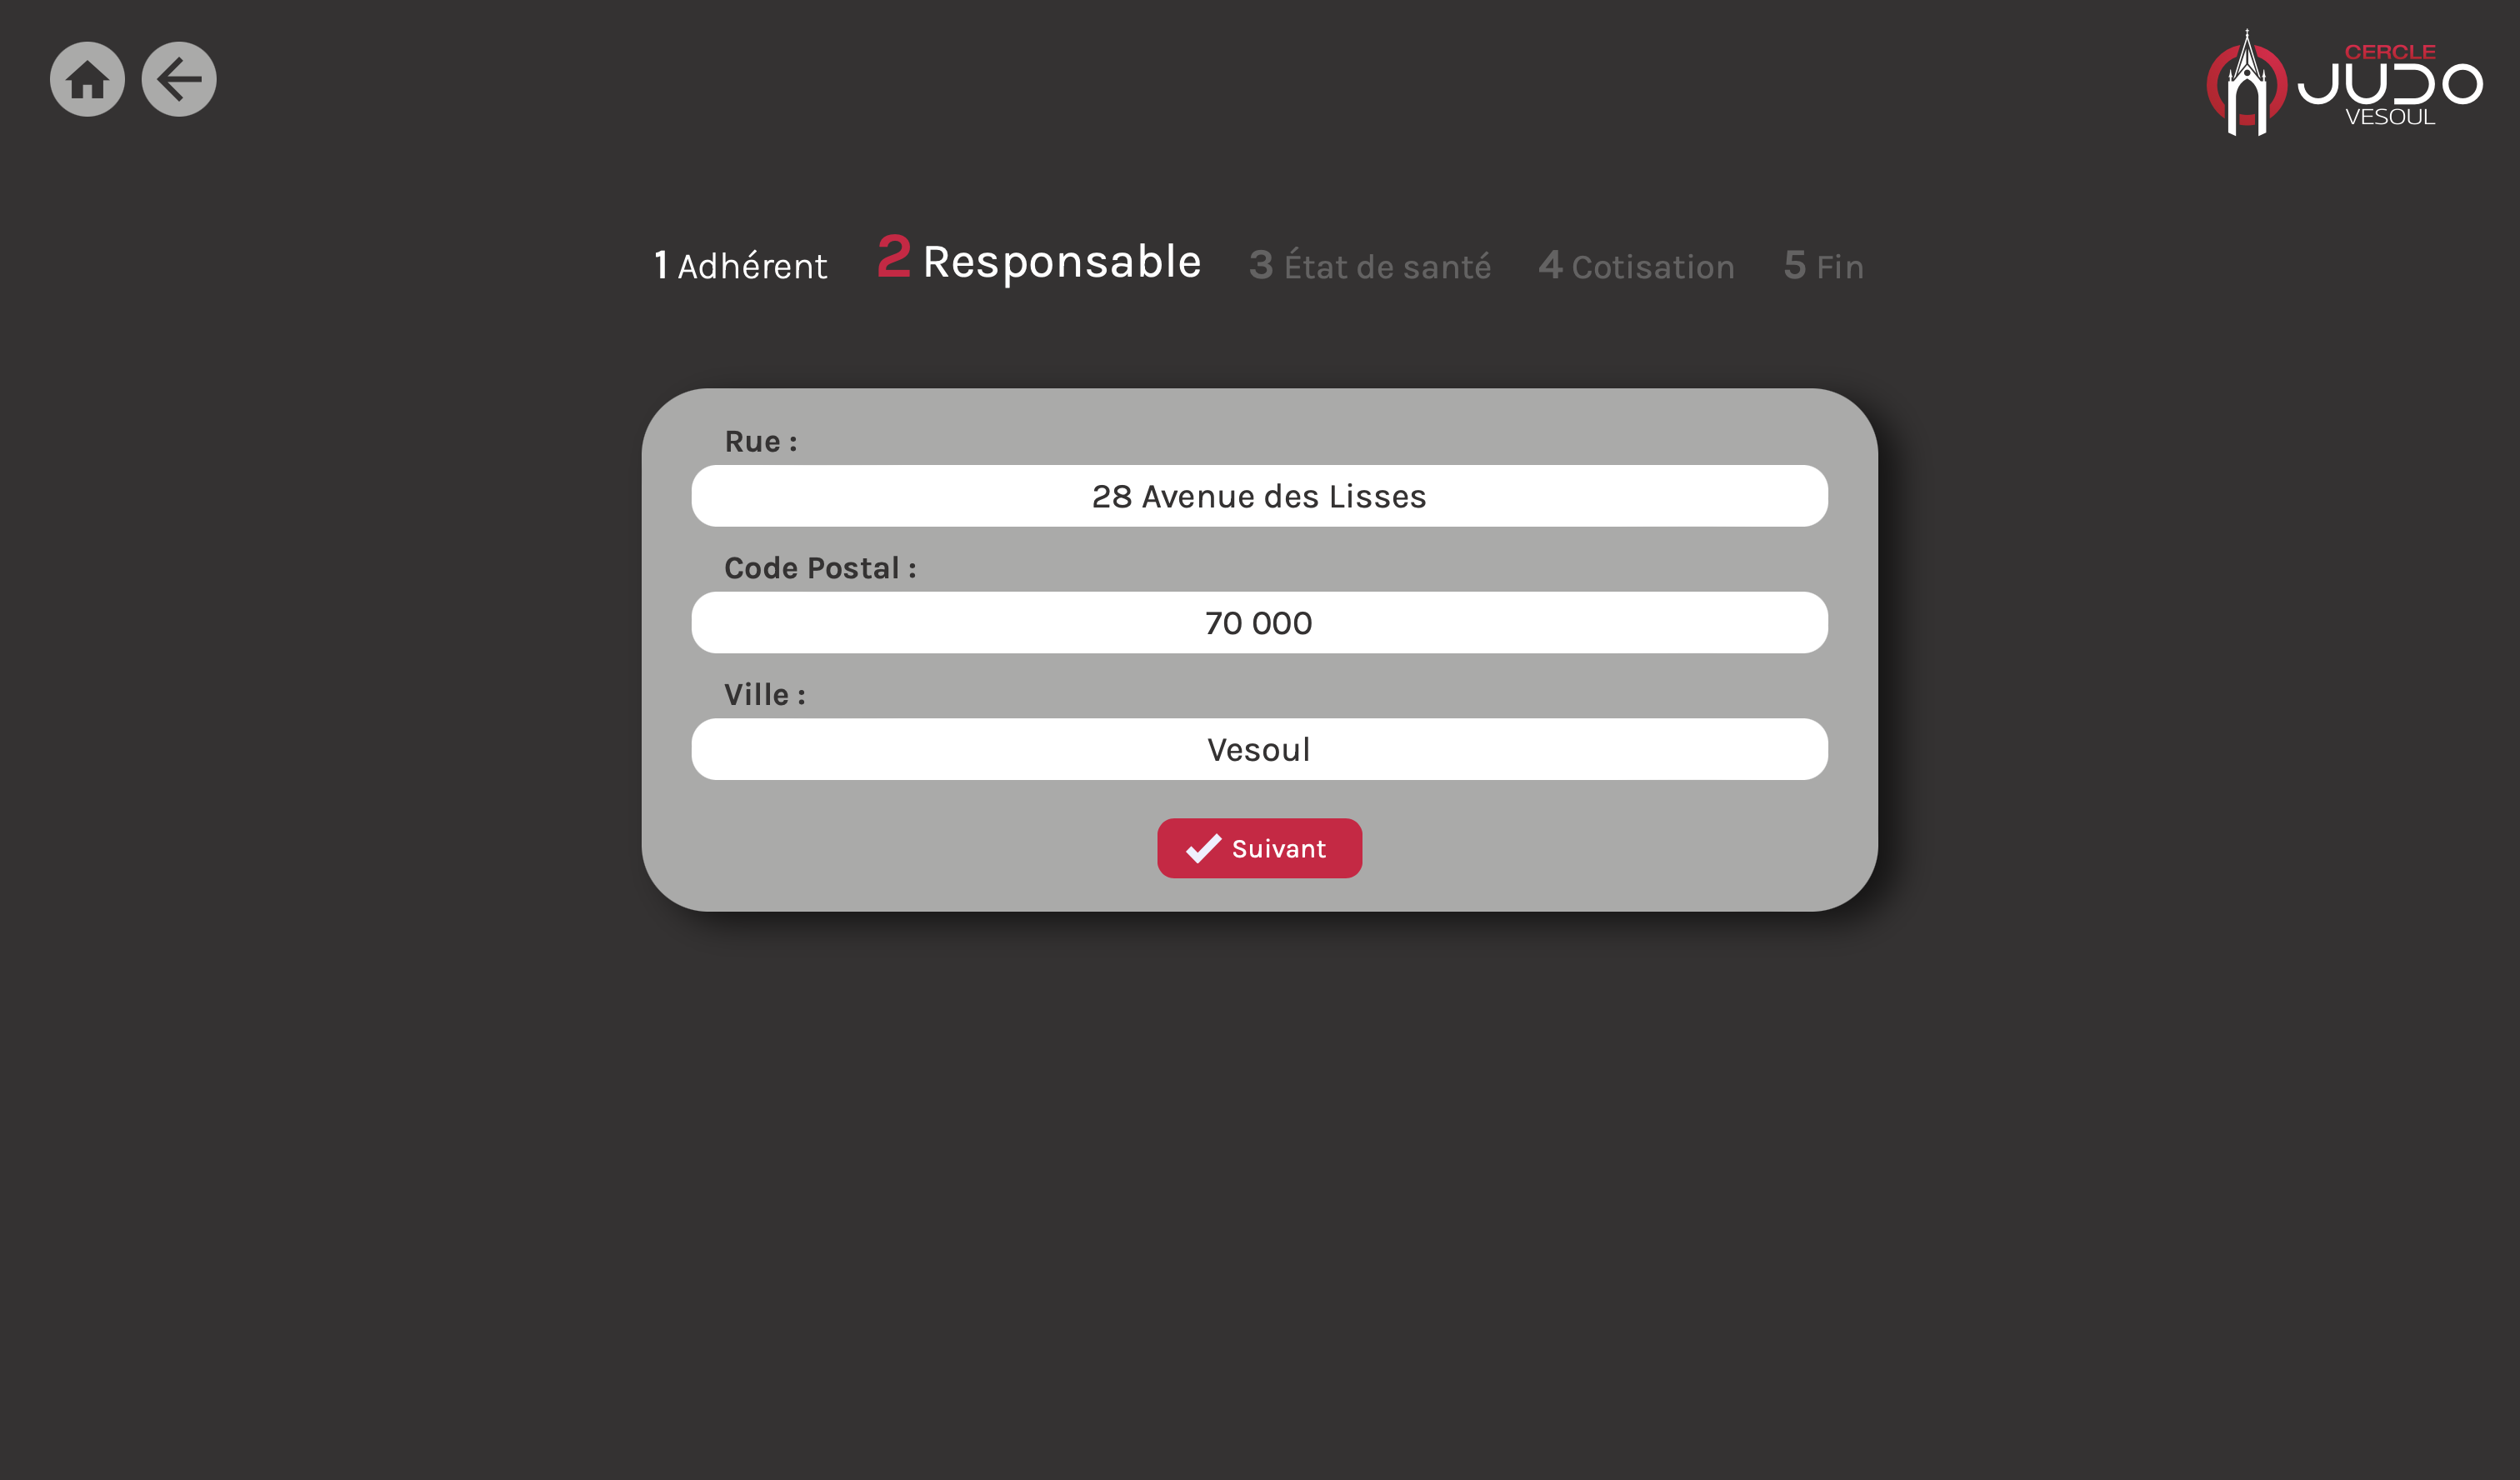 CERCLE
JUDO
VESOUL
1 Adhérent 2 Responsable 3 État de santé 4 Cotisation 5 Fin
Rue :
28 Avenue des Lisses
Code Postal :
70 000
Ville :
Vesoul
Suivant